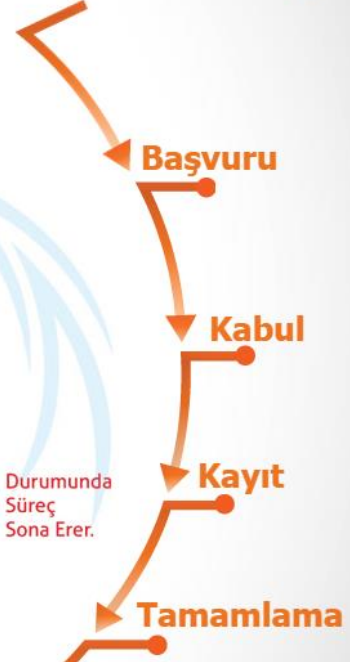 Başvuru
Kabul
Kayıt
Durumunda
Süreç
Sona Erer.
Tamamlama